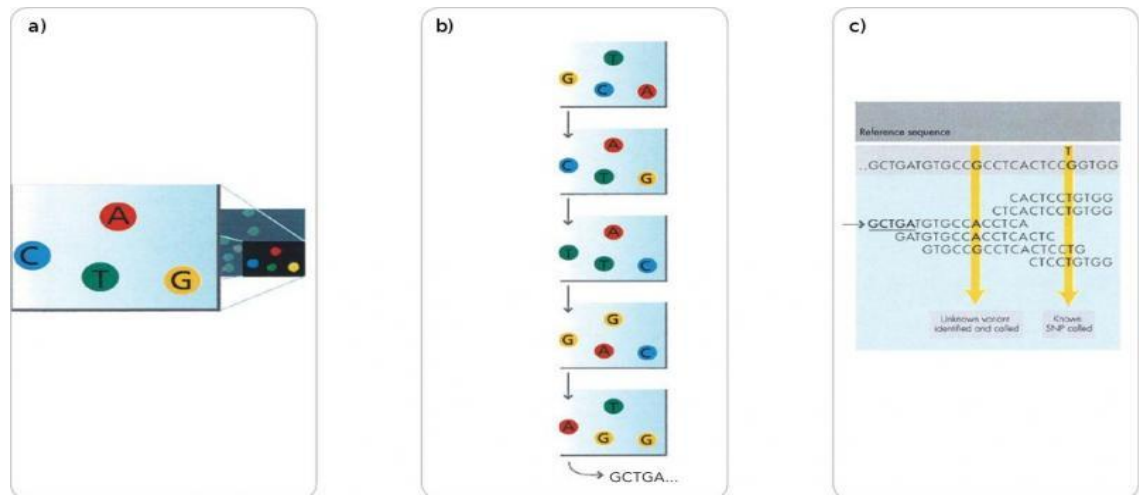 a)
A
C
T
G
b)
T
G
C
A
A
C
T
G
A
T
T
C
G
G
A
C
T
A
G
G
GCTGA...
c)
Reference sequence
T
..GCTGATGTGCCGCCTCACTCCGGTGG
CACTCCTGTGG
CTCACTCCTGTGG
GCTGATGTGCCACCTCA
GATGTGCCACCTCACTC
GTGCCGCCTCACTCCTG
CTCCTGTGG
Unknown variant
identified and called
Known
SNP called